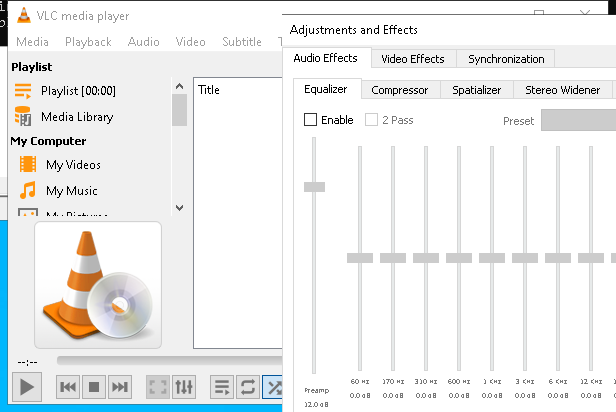 VLC media player
Media Playback Audio Video Subtitle
Playlist
Playlist [00:00]
Media Library
My Computer
My Videos
My Music
My Pictures
Title
--:--
Adjustments and Effects
Audio Effects Video Effects Synchronization
Equalizer Compressor Spatializer Stereo Widener
Enable 2 Pass Preset
60 Hz 170 Hz 310 Hz 600 Hz 1 KHz 3 KHz 6 KHz 12 KHz
Preamp 0.0 dB 0.0 dB 0.0 dB 0.0 dB 0.0 dB 0.0 dB 0.0 dB 0.0 dB
12.0 dB